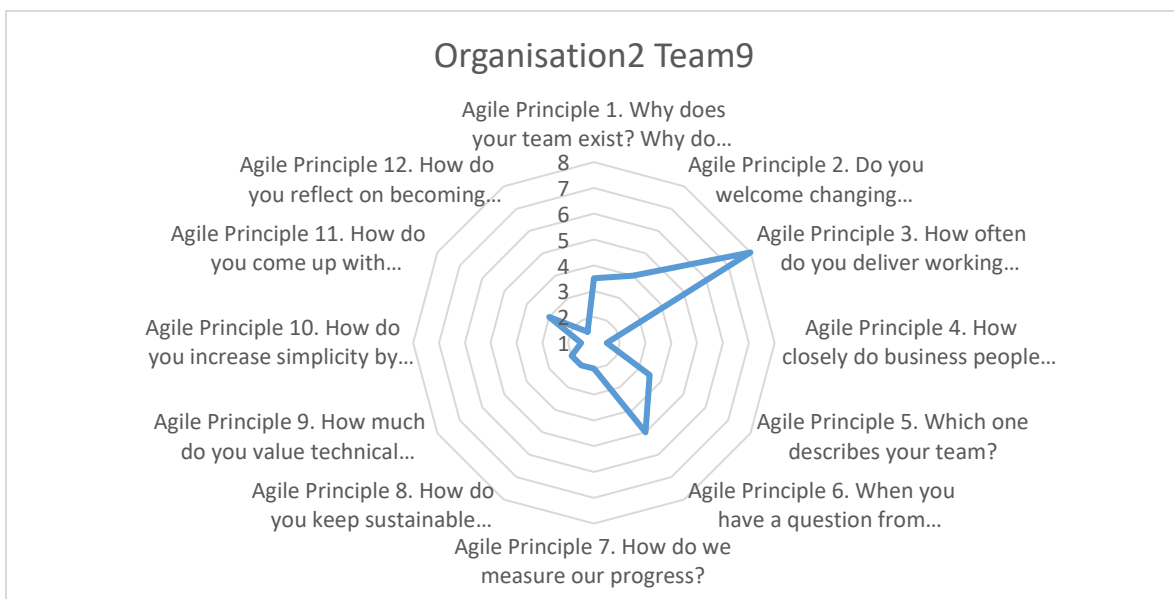 Organisation2 Team9
Agile Principle 1. Why does
your team exist? Why do...
Agile Principle 2. Do you
welcome changing...
Agile Principle 3. How often
do you deliver working...
Agile Principle 4. How
closely do business people...
Agile Principle 5. Which one
describes your team?
Agile Principle 6. When you
have a question from...
Agile Principle 7. How do we
measure our progress?
Agile Principle 8. How do
you keep sustainable...
Agile Principle 9. How much
do you value technical...
Agile Principle 10. How do
you increase simplicity by...
Agile Principle 11. How do
you come up with...
Agile Principle 12. How do
you reflect on becoming...
8
7
6
5
4
3
2
1